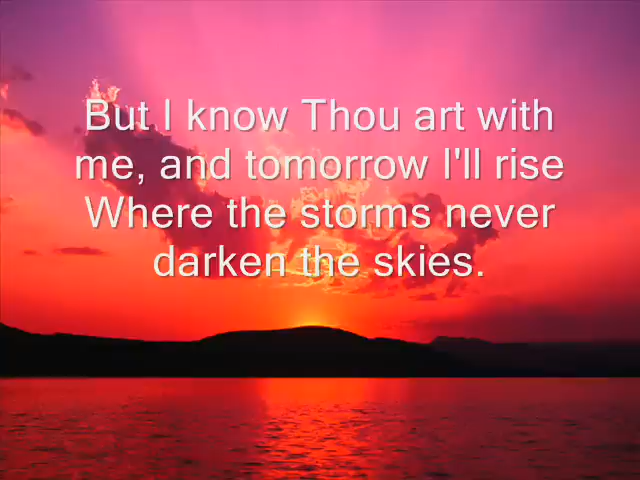 But I know Thou art with
me, and tomorrow I'll rise
Where the storms never
darken the skies.